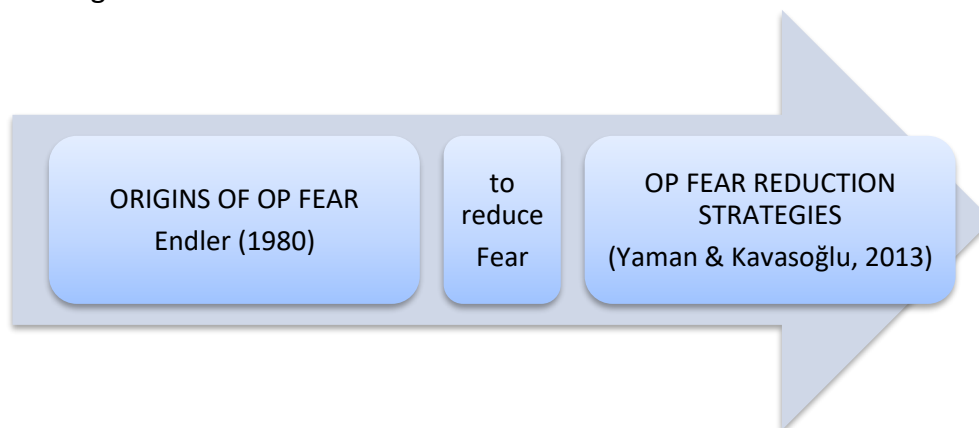 ORIGINS OF OP FEAR
Endler (1980)
to
reduce
Fear
OP FEAR REDUCTION
STRATEGIES
(Yaman & Kavasoğlu, 2013)